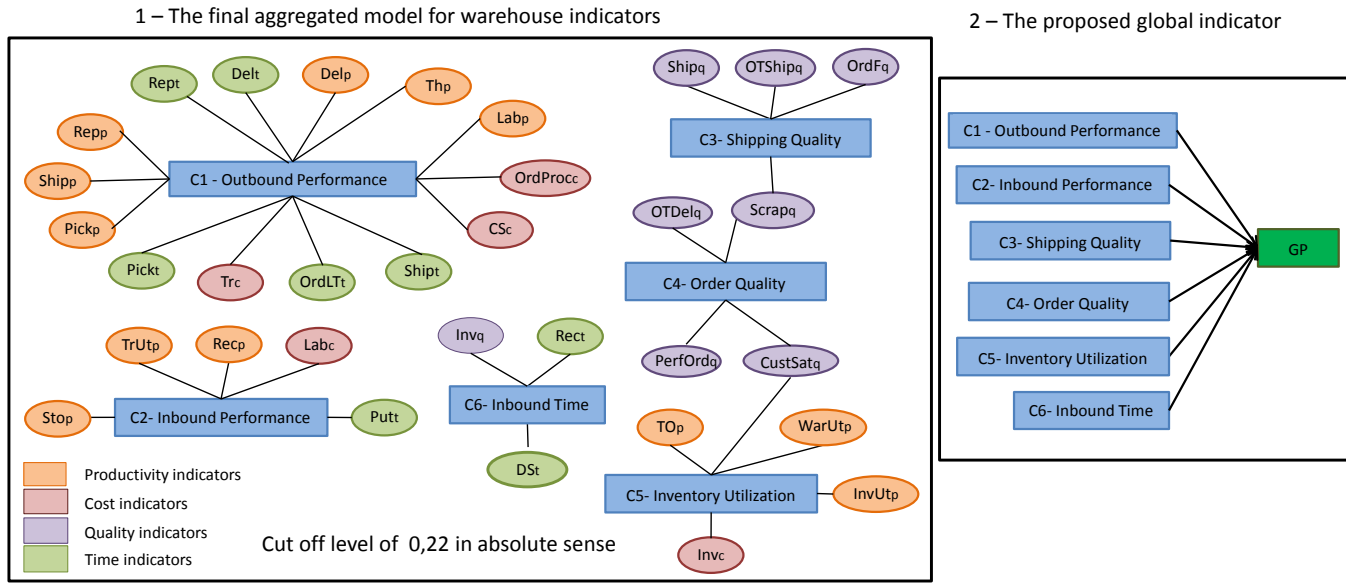 1 – The final aggregated model for warehouse indicators
2 – The proposed global indicator
Rept
Delt
Delp
Thp
Repp
Labp
Shipp
C1 - Outbound Performance
OrdProcc
Pickp
CSc
Pickt
Trc
OrdLTt
Shipt
Shipq
OTShipq
OrdFq
C3- Shipping Quality
OTDelq
Scrapq
C4- Order Quality
PerfOrdq
CustSatq
TrUtp
Recp
Labc
Stop
C2- Inbound Performance
Putt
Invq
Rect
C6- Inbound Time
DSt
TOp
WarUtp
C5- Inventory Utilization
InvUtp
Invc
Productivity indicators
Cost indicators
Quality indicators
Time indicators
Cut off level of 0,22 in absolute sense
C1 - Outbound Performance
C2- Inbound Performance
C3- Shipping Quality
C4- Order Quality
C5- Inventory Utilization
C6- Inbound Time
GP